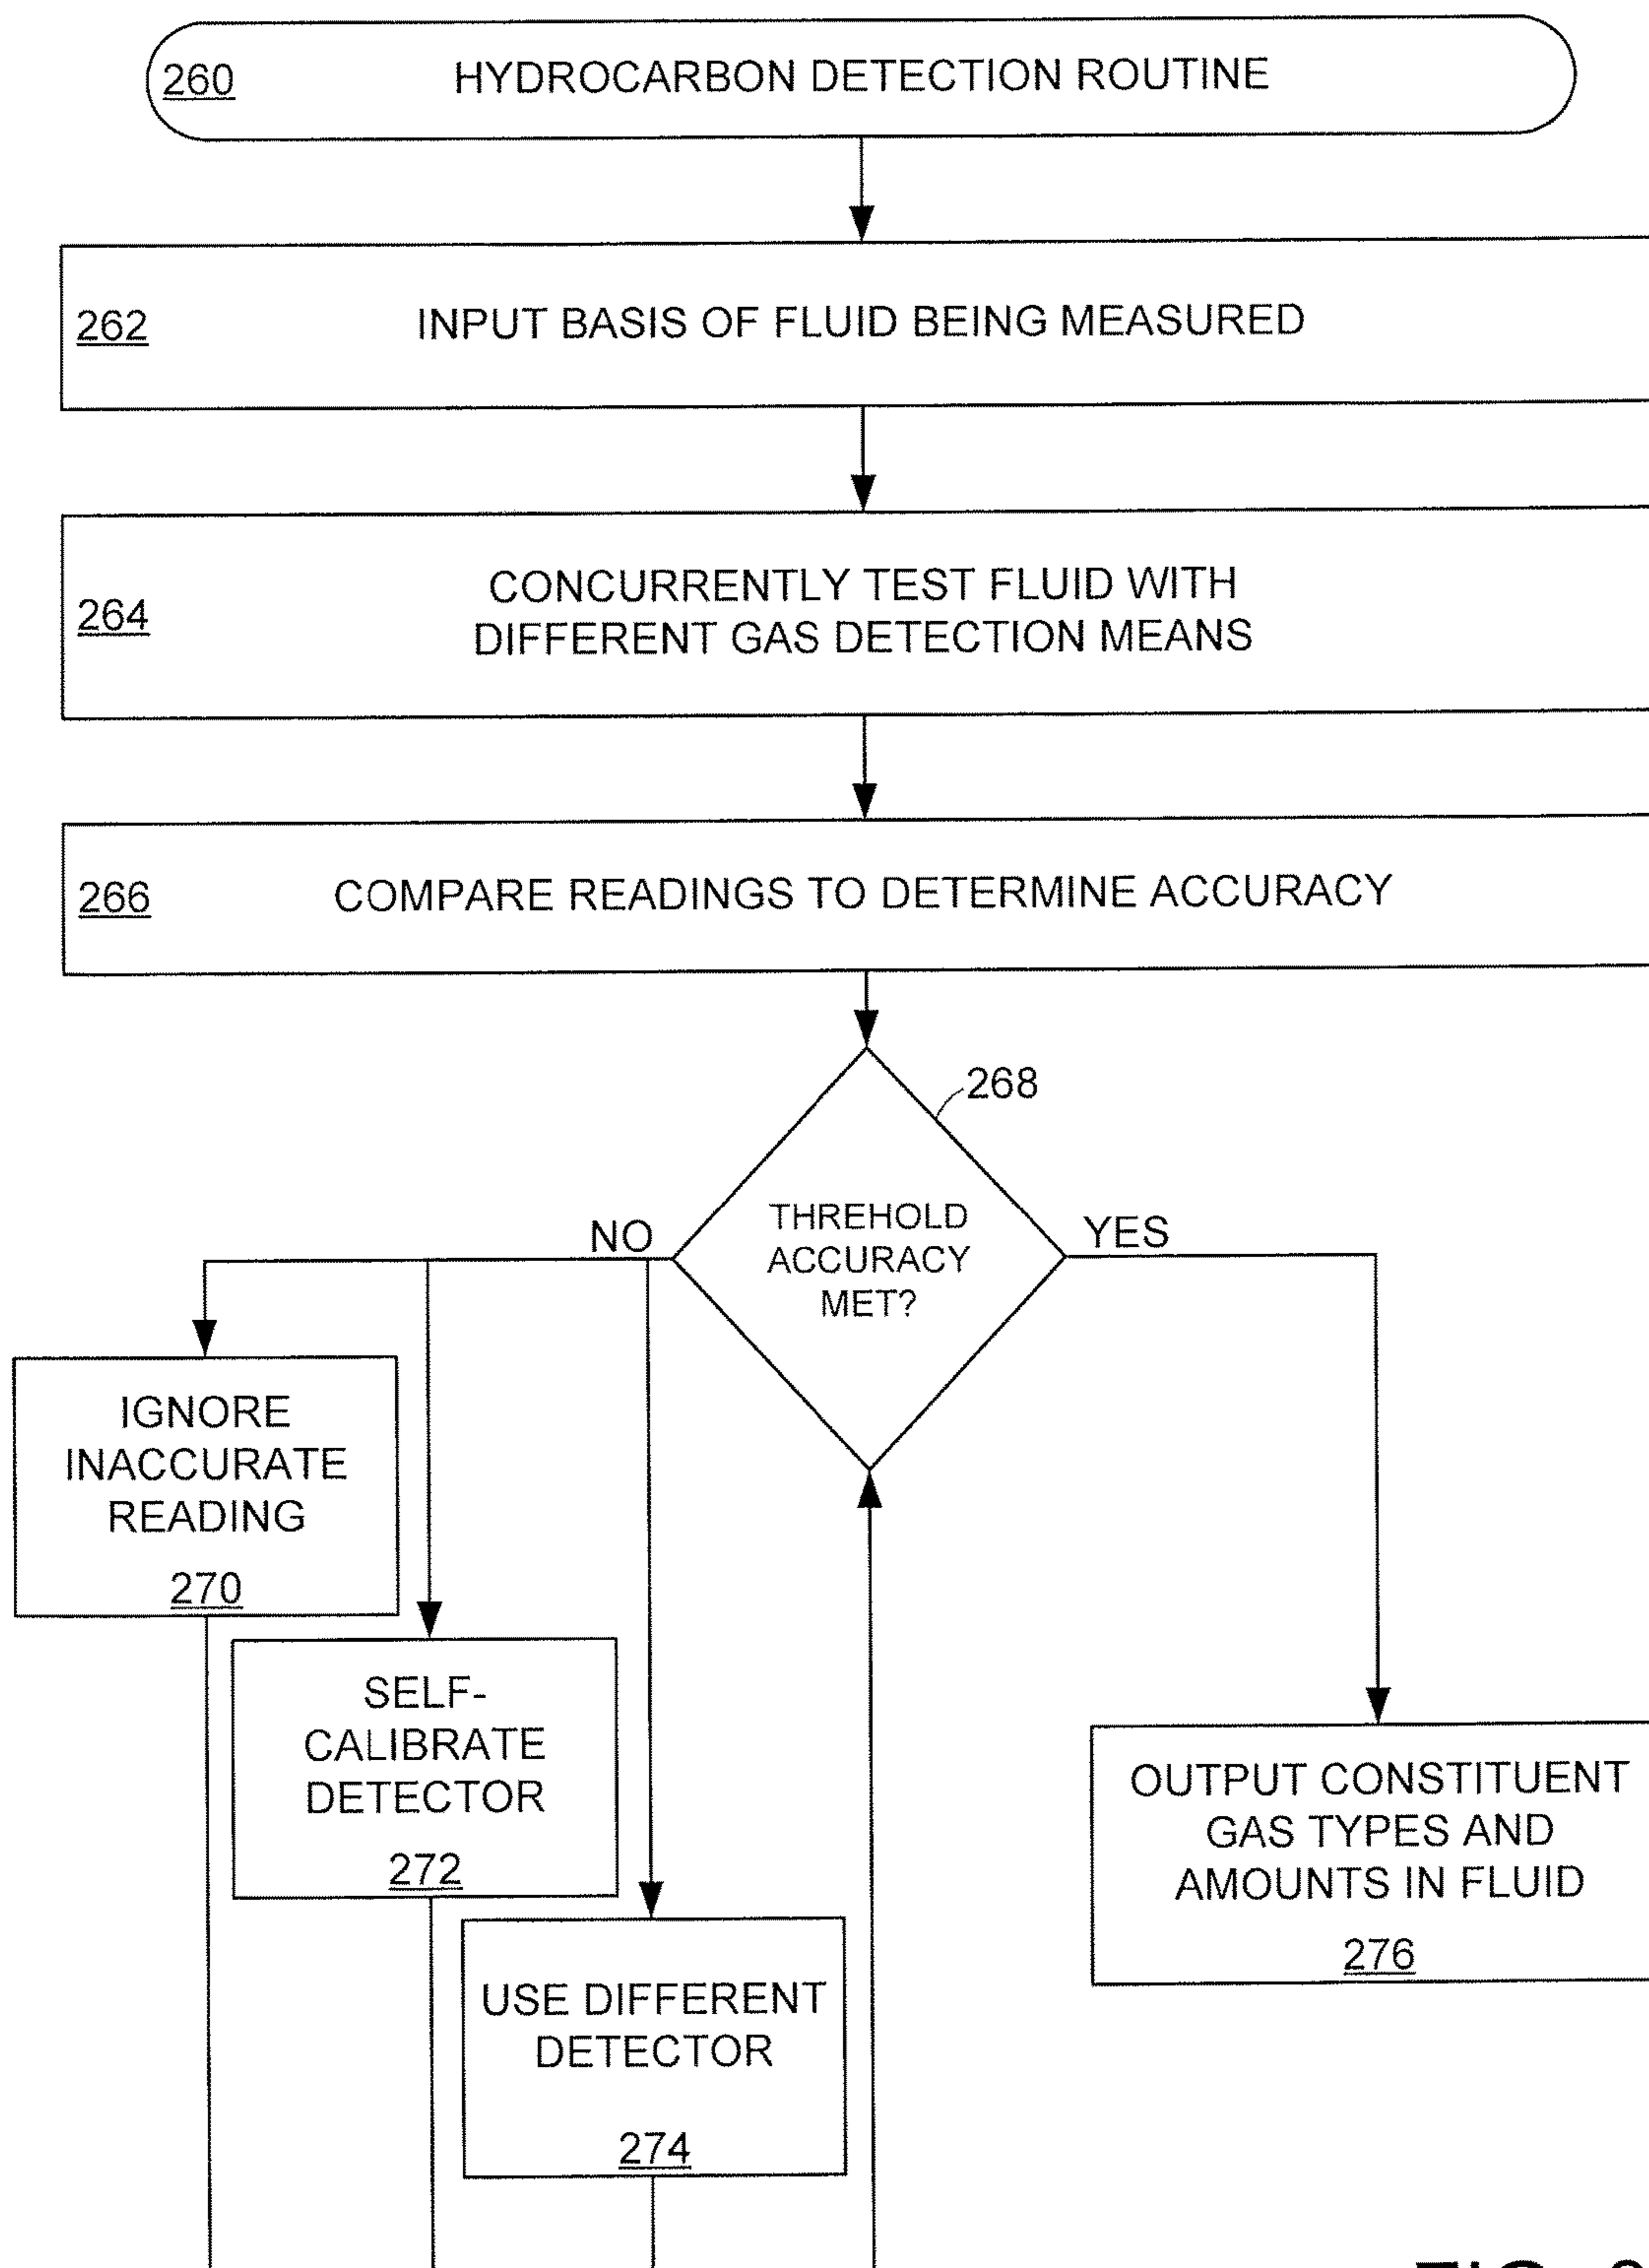 260 HYDROCARBON DETECTION ROUTINE
262 INPUT BASIS OF FLUID BEING MEASURED
264
CONCURRENTLY TEST FLUID WITH
DIFFERENT GAS DETECTION MEANS
266 COMPARE READINGS TO DETERMINE ACCURACY
268
THREHOLD
ACCURACY
MET?
NO
YES
IGNORE
INACCURATE
READING
270
SELF-
CALIBRATE
DETECTOR
272
USE DIFFERENT
DETECTOR
274
OUTPUT CONSTITUENT
GAS TYPES AND
AMOUNTS IN FLUID
276